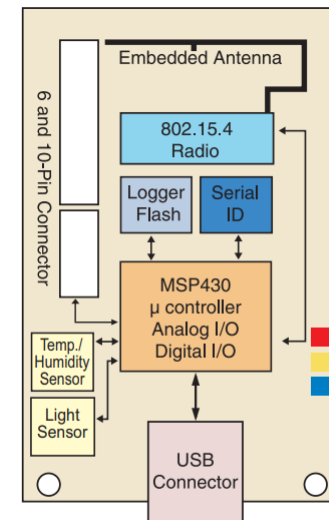 Embedded Antenna
6 and 10-Pin Connector
802.15.4
Radio
Logger
Flash
Serial
ID
MSP430
µ controller
Analog I/O
Digital I/O
Temp./
Humidity
Sensor
Light
Sensor
USB
Connector